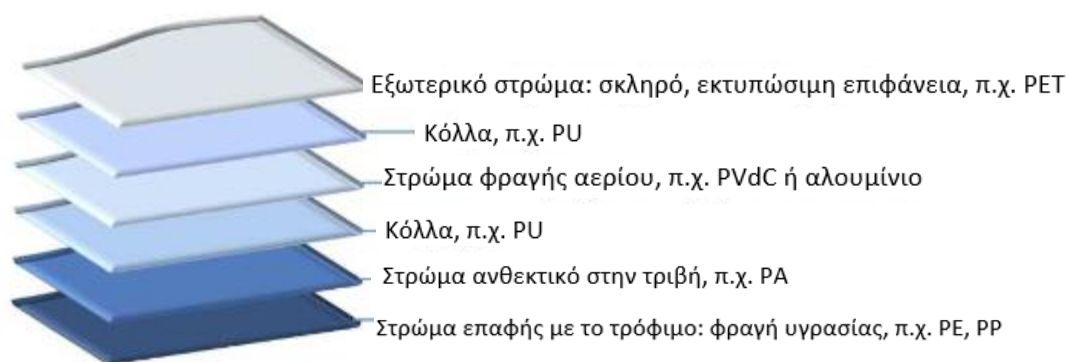 Εξωτερικό στρώμα: σκληρό, εκτυπώσιμη επιφάνεια, π.χ. PET
Κόλλα, π.χ. PU
Στρώμα φραγής αερίου, π.χ. PVdC ή αλουμίνιο
Κόλλα, π.χ. PU
Στρώμα ανθεκτικό στην τριβή, π.χ. PA
Στρώμα επαφής με το τρόφιμο: φραγή υγρασίας, π.χ. PE, PP